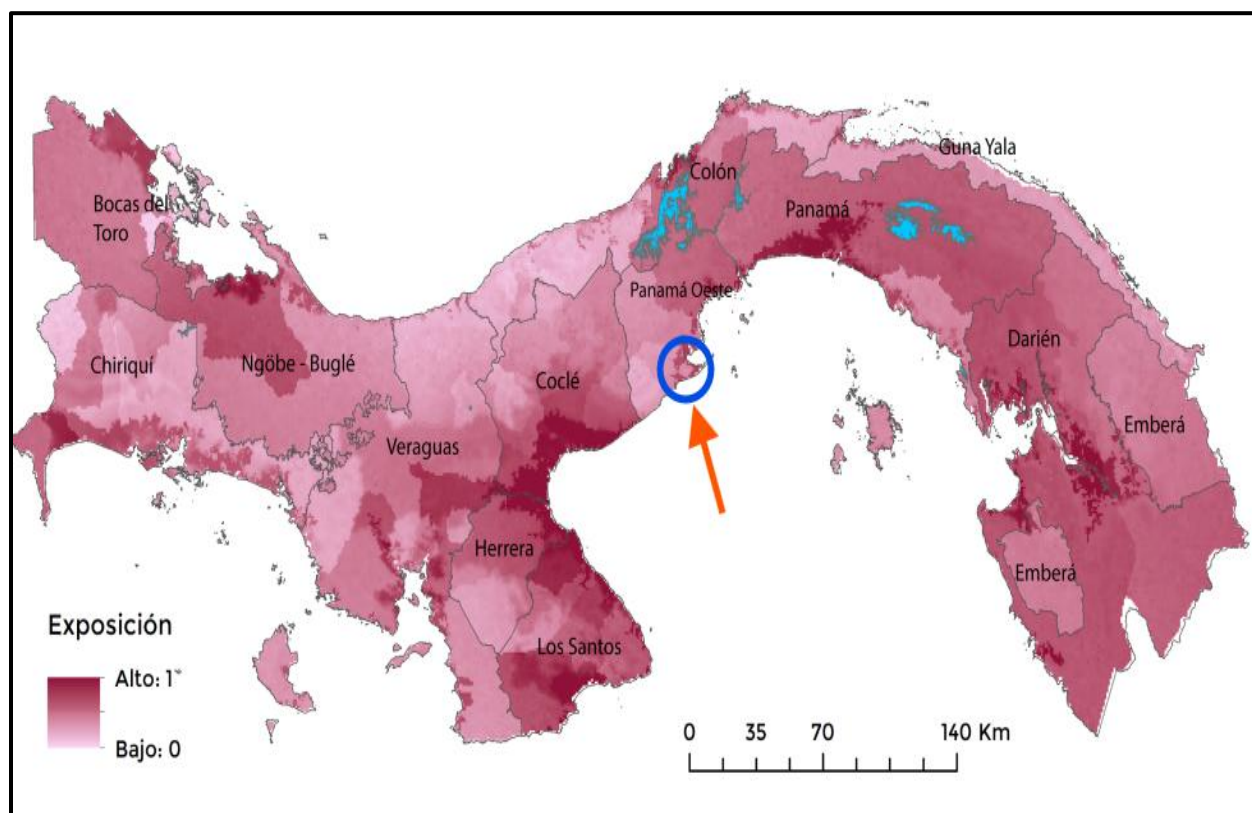 Guna Yala
Colón
Bocas del
Toro
Panamá
Panamá Oeste
Darién
Chiriquí
Ngöbe - Buglé
Coclé
Emberá
Veraguas
Herrera
Emberá
Los Santos
Exposición
Alto: 1
Bajo: 0
0 35 70 140 Km